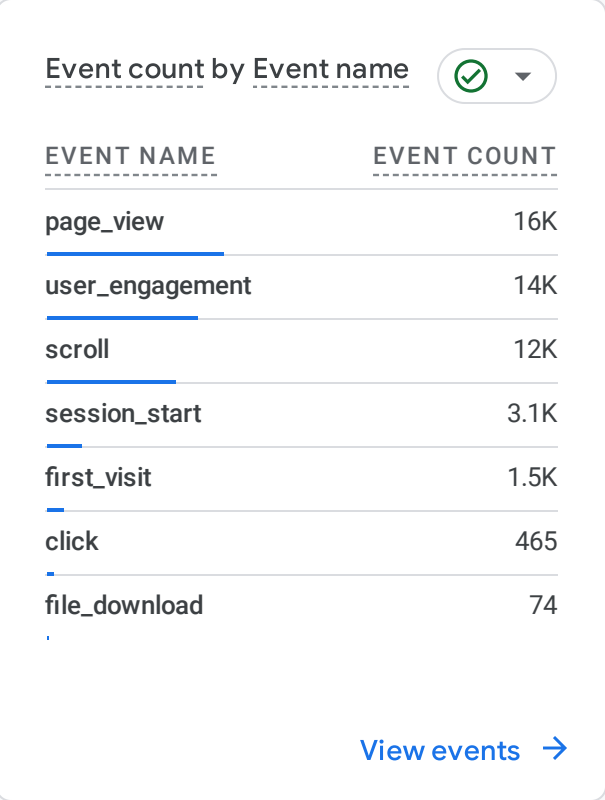 Event count by Event name
EVENT NAME EVENT COUNT
page_view 16K
user_engagement 14K
scroll 12K
session_start 3.1K
first_visit 1.5K
click 465
file_download 74
View events